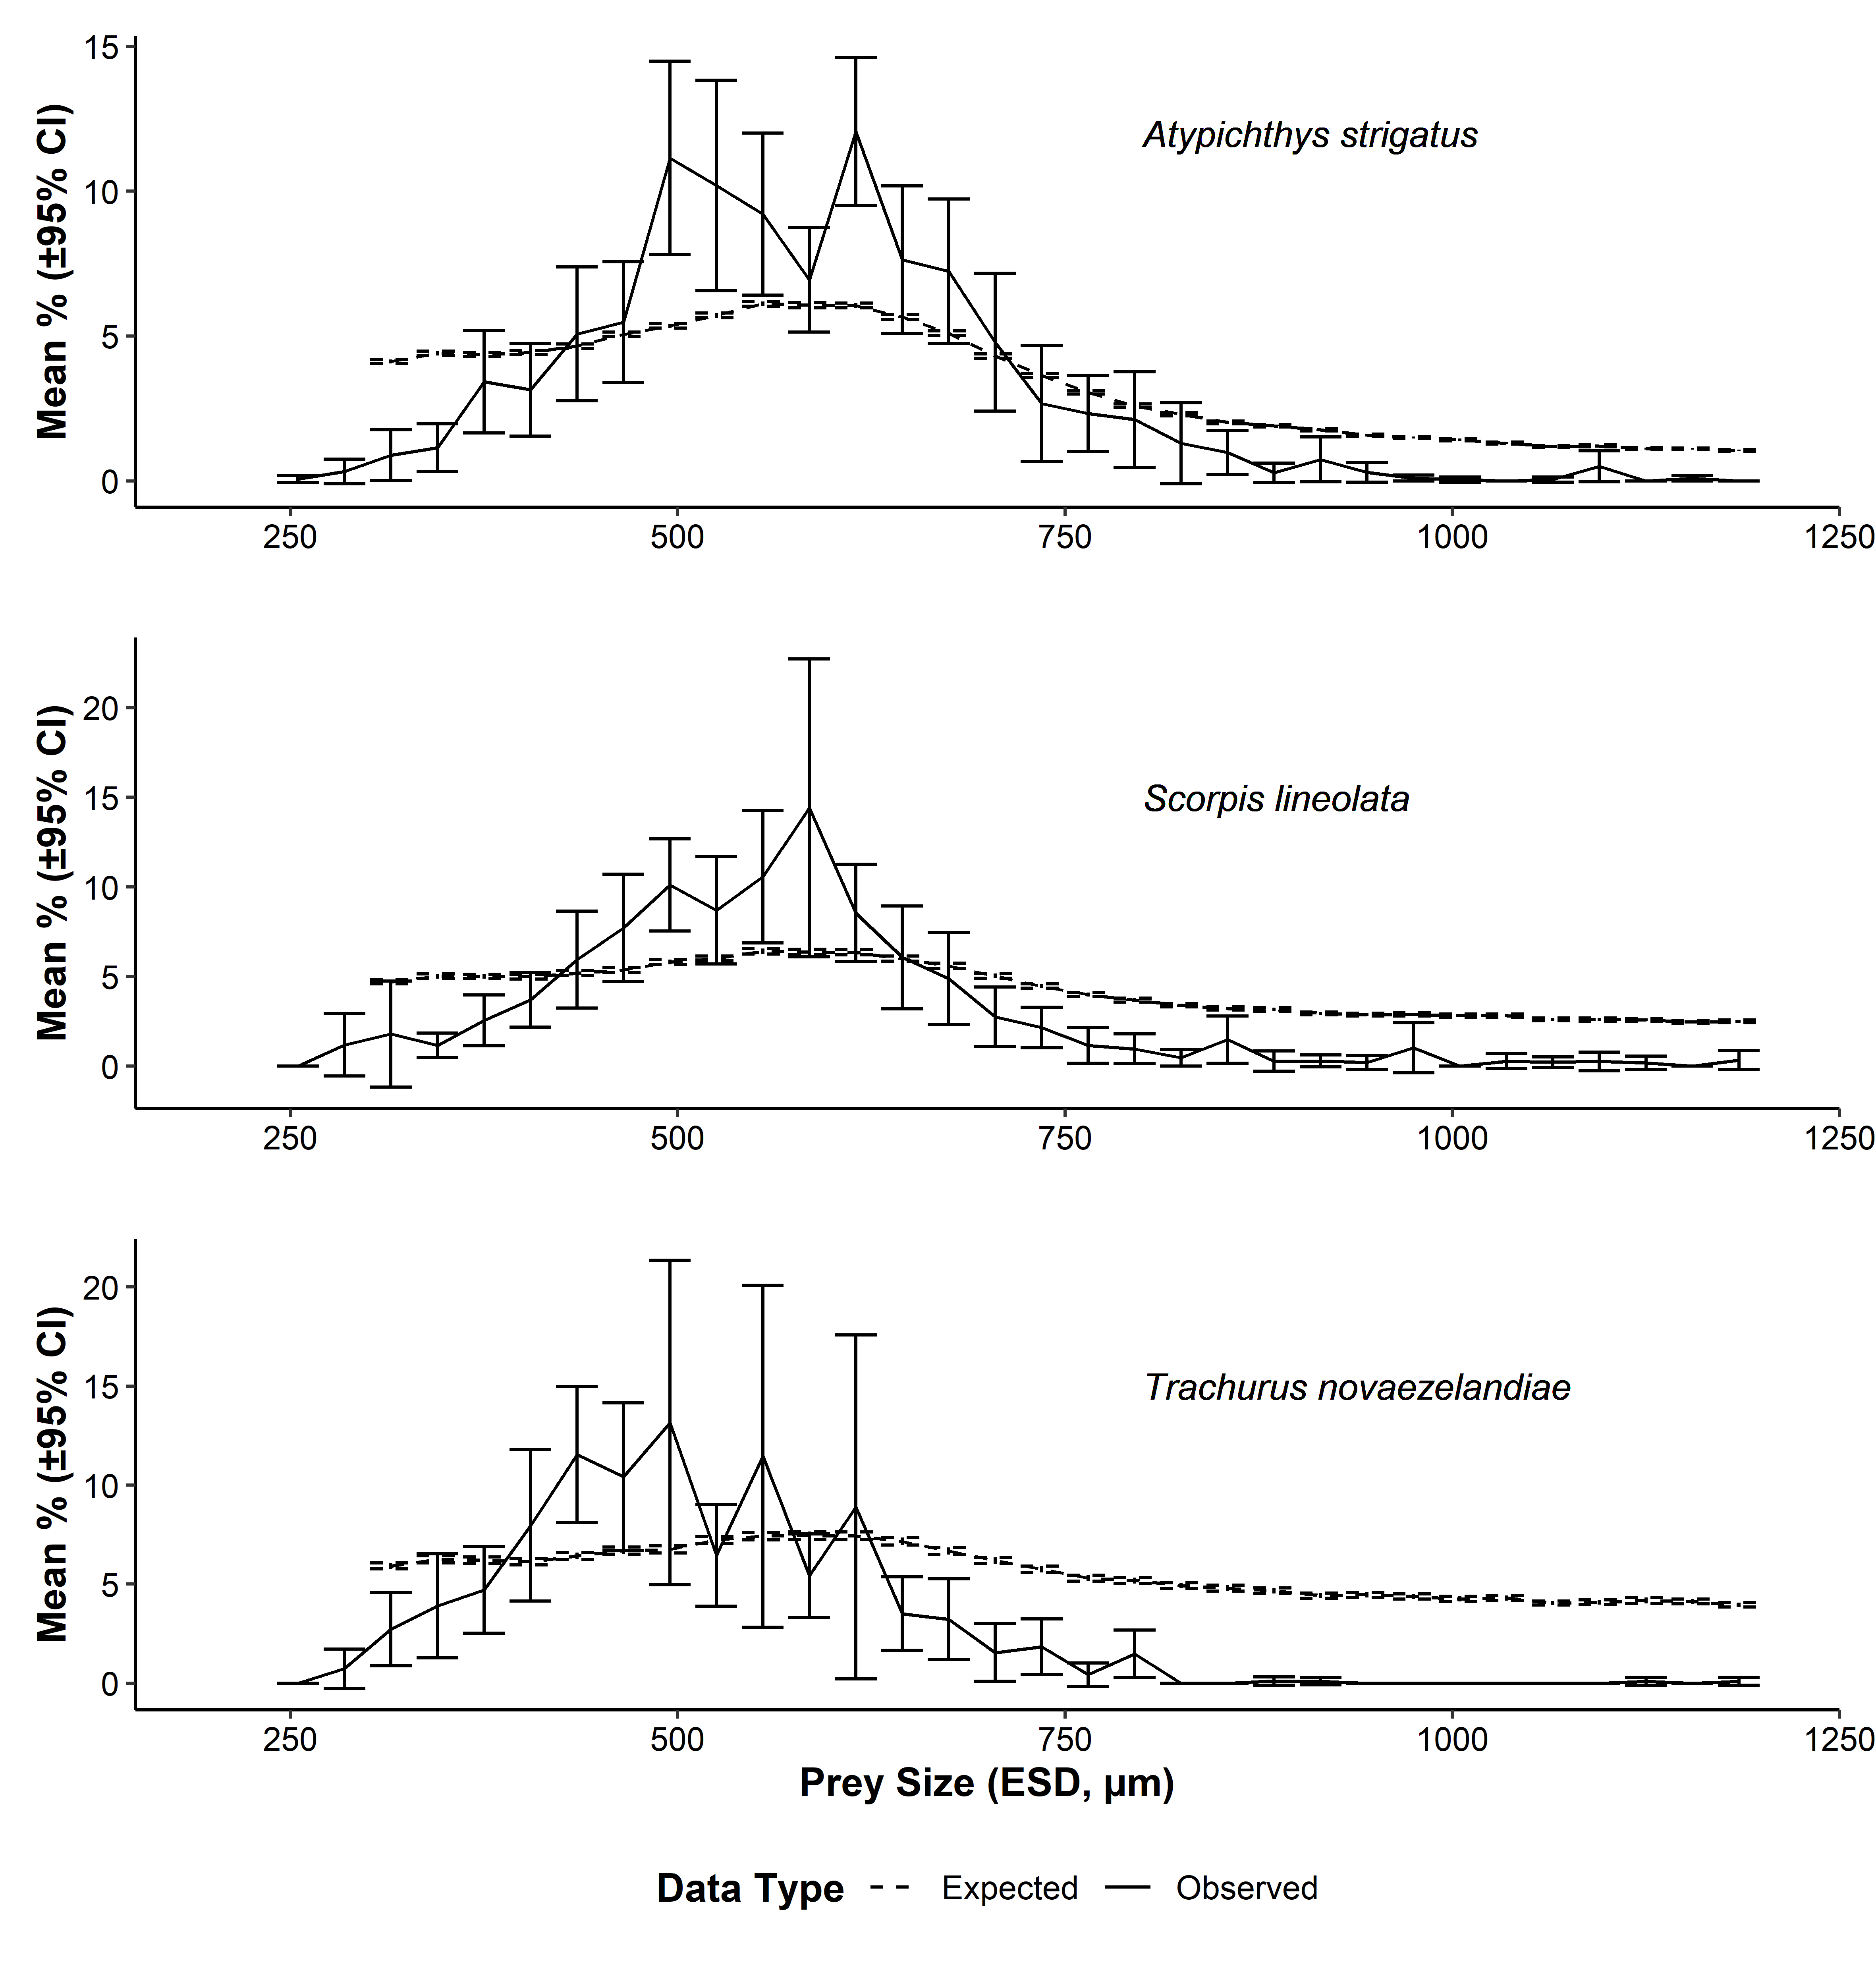 15
10
5
0
Mean % (±95% CI)
Atypichthys strigatus
250 500 750 1000 1250
20
15
10
5
0
Mean % (±95% CI)
Scorpis lineolata
250 500 750 1000 1250
20
15
10
5
0
Mean % (±95% CI)
Trachurus novaezelandiae
250 500 750 1000 1250
Prey Size (ESD, µm)
Data Type Expected Observed